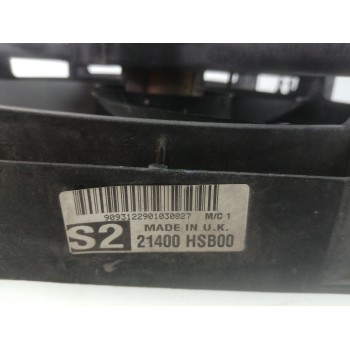 9093122901030827 M/C 1
S2 MADE IN U.K.
21400 HSB00